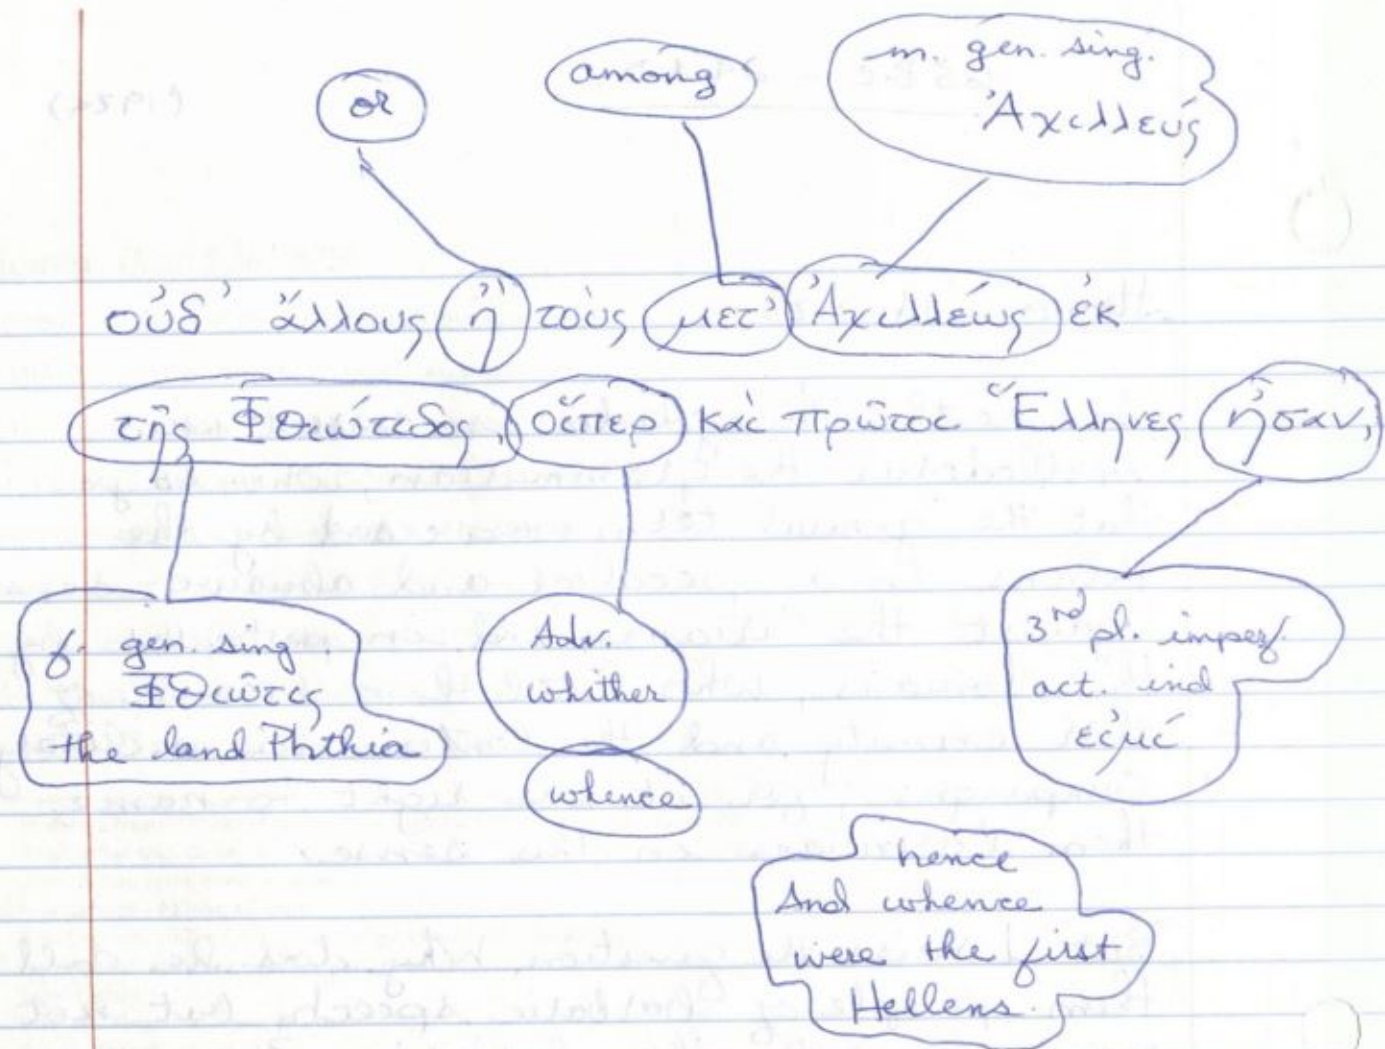 or
among
m. gen. sing.
Ἀχιλλεύς
οὐδ' ἄλλους ἢ τοὺς μετ' Ἀχιλλέως ἐκ
τῆς Φθιώτιδος, οἵπερ καὶ πρῶτοι Ἕλληνες ἦσαν,
f. gen. sing
Φθιῶτις
the land Phthia
Adv.
whither
whence
3rd pl. imperf.
act. ind
εἰμί
hence
And whence
were the first
Hellens.